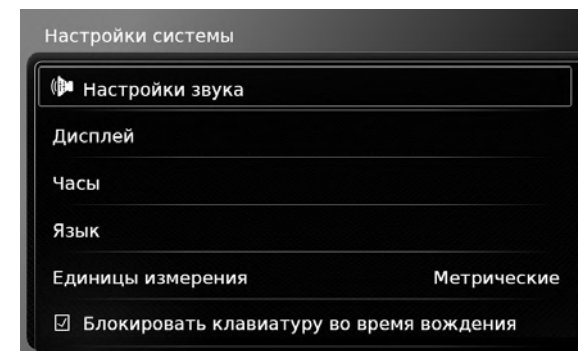 Настройки системы
Настройки звука
Дисплей
Часы
Язык
Единицы измерения Метрические
Блокировать клавиатуру во время вождения